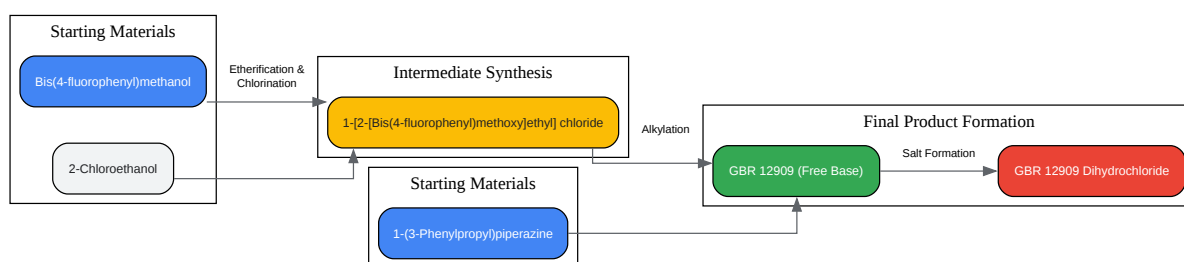 Starting Materials
Bis(4-fluorophenyl)methanol
2-Chloroethanol
Etherification &
Chlorination
Intermediate Synthesis
1-[2-[Bis(4-fluorophenyl)methoxy]ethyl] chloride
Starting Materials
1-(3-Phenylpropyl)piperazine
Alkylation
Final Product Formation
GBR 12909 (Free Base)
Salt Formation
GBR 12909 Dihydrochloride